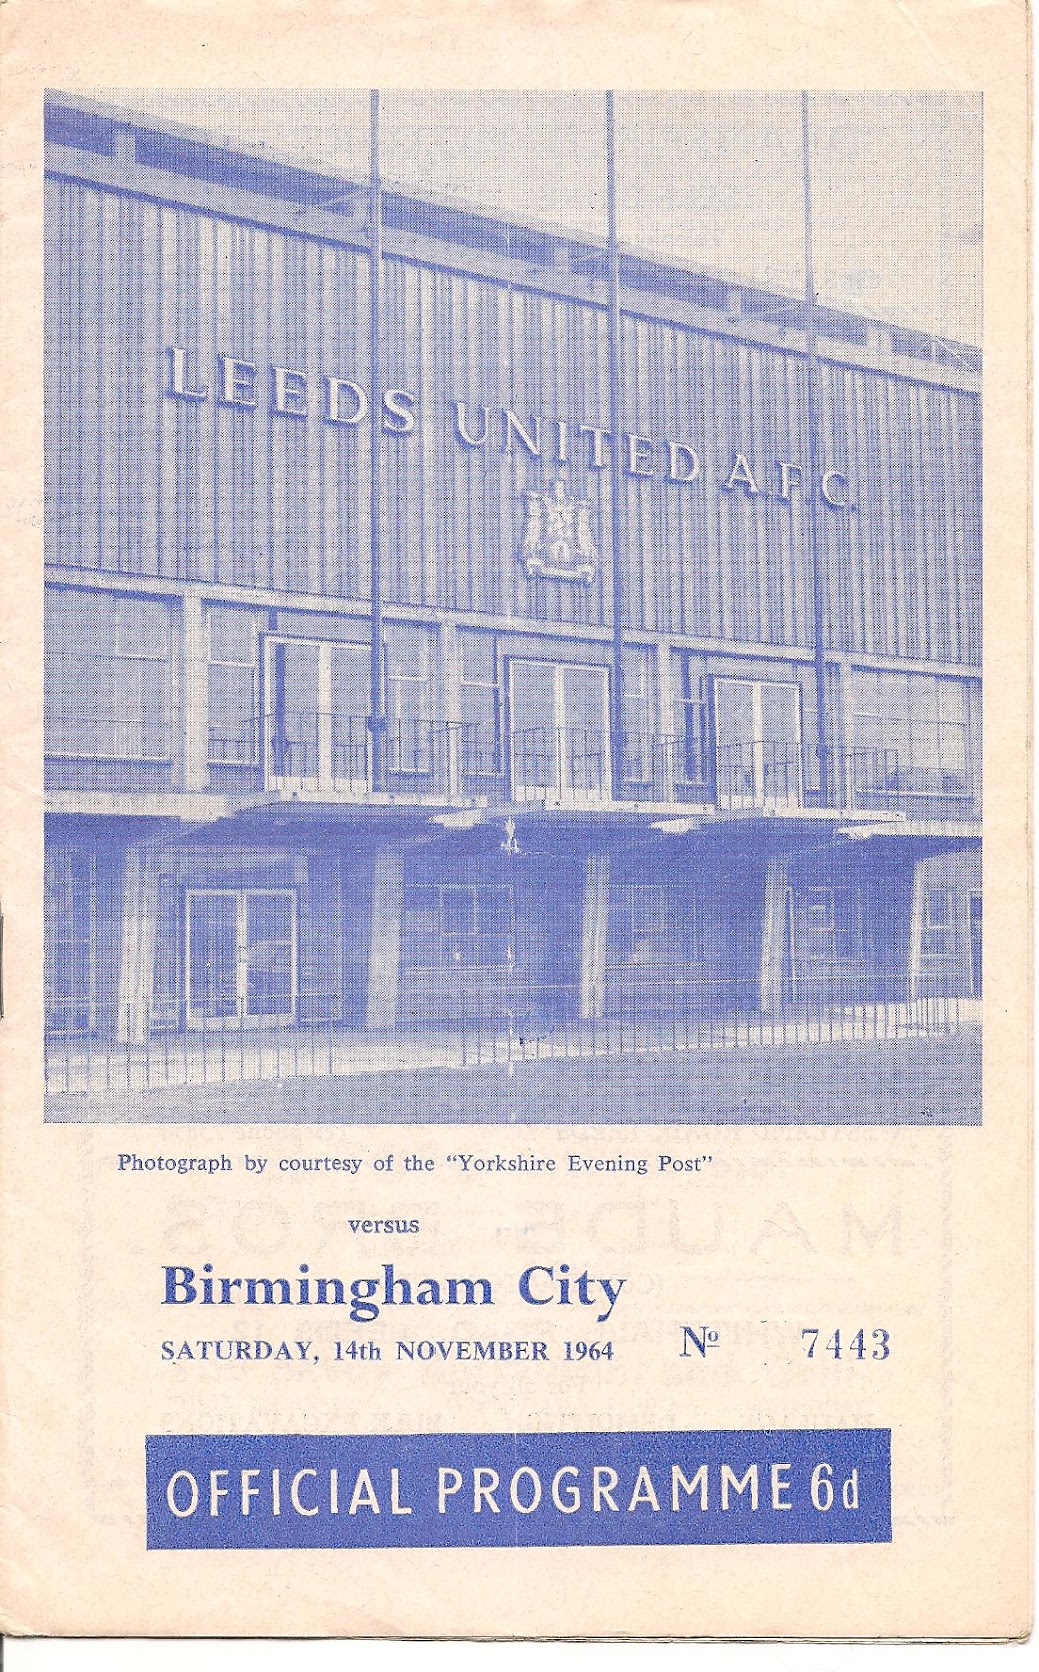 LEEDS UNITED A.F.C.
Photograph by courtesy of the “Yorkshire Evening Post”
versus
Birmingham City
SATURDAY, 14th NOVEMBER 1964
Nº 7443
OFFICIAL PROGRAMME 6d